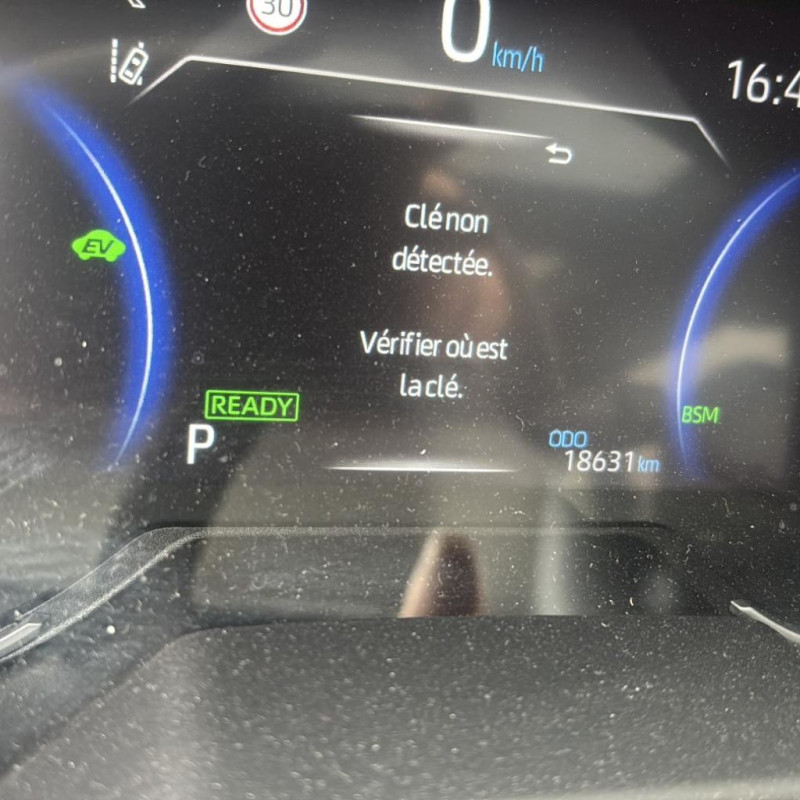 30
0 km/h
16:4
Clé non
détectée.
EV
Vérifier où est
la clé.
READY
BSM
P
ODO
18631 km